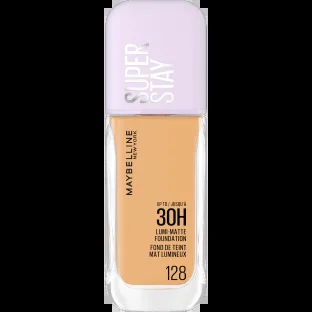 SUPER
STAY
MAYBELLINE
NEW YORK
UP TO / JUSQU'À
30H
LUMI-MATTE
FOUNDATION
FOND DE TEINT
MAT LUMINEUX
128